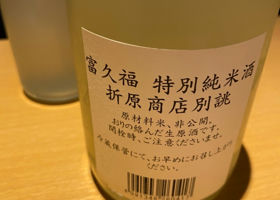 富久福 特別純米酒
折原商店別誂
原材料米、非公開。
おりの絡んだ生原酒です。
開栓時、ご注意くださいませ。
冷蔵保管にて、お早めにお召し上がり
ください。